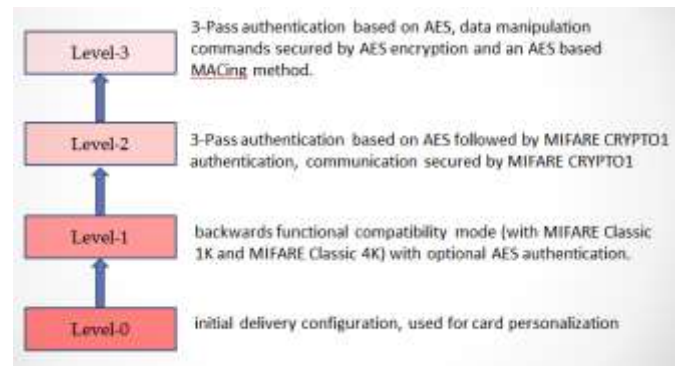 Level-3
3-Pass authentication based on AES, data manipulation
commands secured by AES encryption and an AES based
MACing method.
Level-2
3-Pass authentication based on AES followed by MIFARE CRYPTO1
authentication, communication secured by MIFARE CRYPTO1
Level-1
backwards functional compatibility mode (with MIFARE Classic
1K and MIFARE Classic 4K) with optional AES authentication.
Level-0
initial delivery configuration, used for card personalization